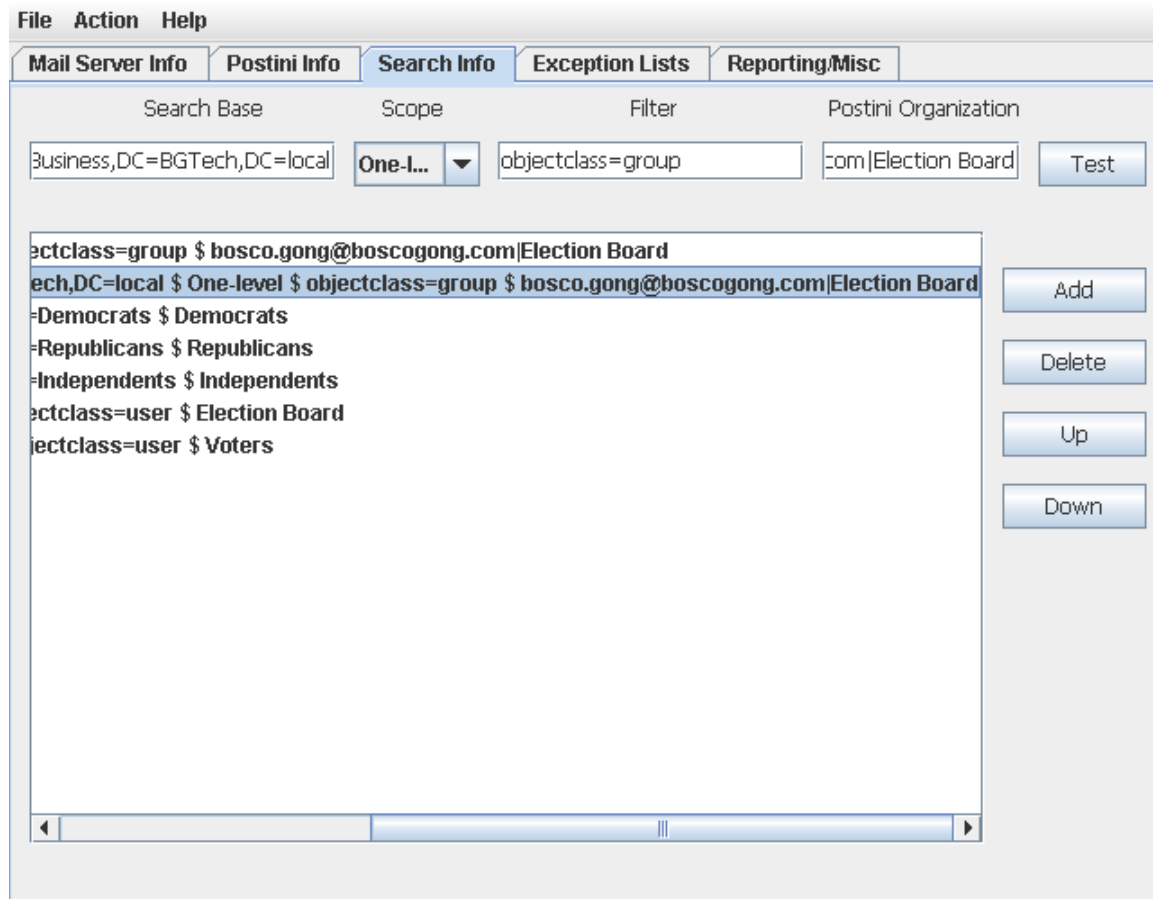 File Action Help
Mail Server Info Postini Info Search Info Exception Lists Reporting/Misc
Search Base Scope Filter Postini Organization
Business,DC=BGTech,DC=local One-l... objectclass=group com|Election Board Test
ectclass=group $ bosco.gong@boscogong.com|Election Board
ech,DC=local $ One-level $ objectclass=group $ bosco.gong@boscogong.com|Election Board
=Democrats $ Democrats
=Republicans $ Republicans
=Independents $ Independents
ectclass=user $ Election Board
jectclass=user $ Voters
Add
Delete
Up
Down